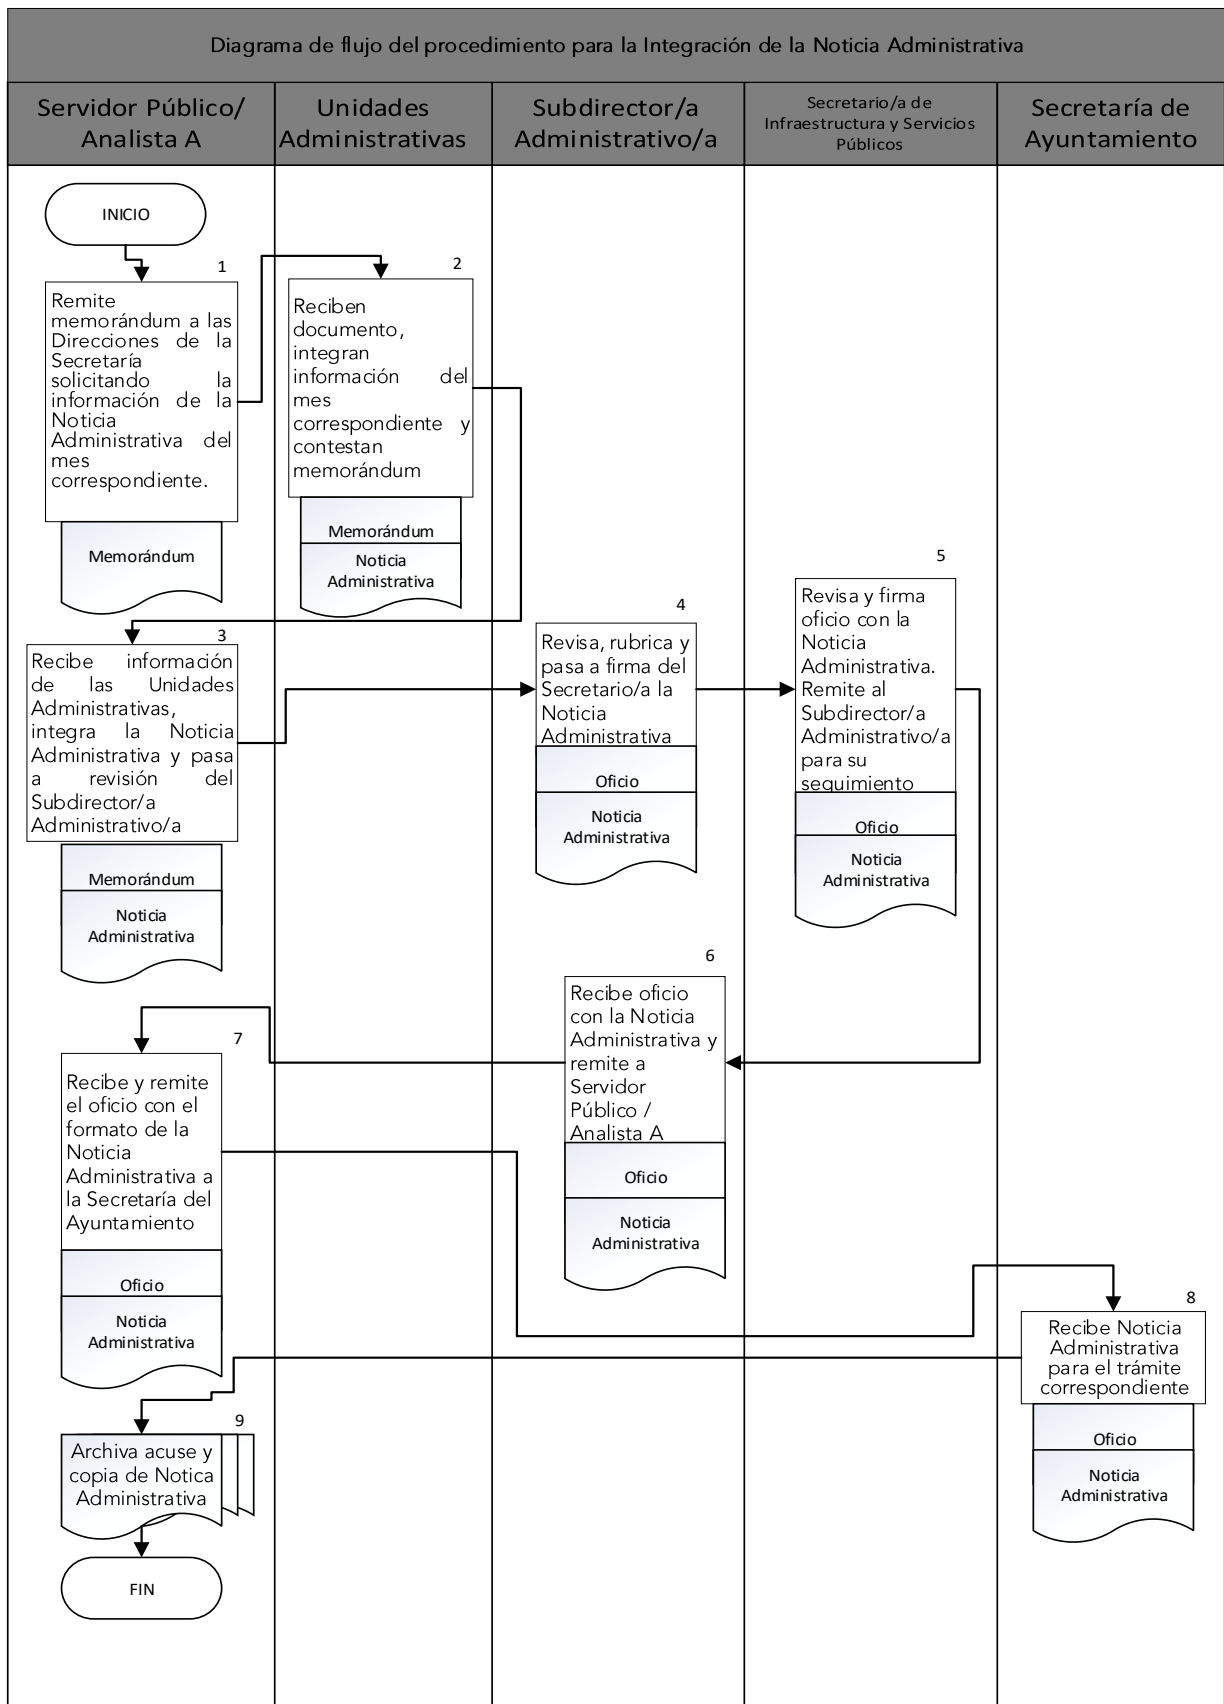 Diagrama de flujo del procedimiento para la Integración de la Noticia Administrativa
Servidor Público/
Analista A
Unidades
Administrativas
Subdirector/a
Administrativo/a
Secretario/a de
Infraestructura y Servicios
Públicos
Secretaría de
Ayuntamiento
INICIO
1
Remite
memorándum a las
Direcciones de la
Secretaría
solicitando la
información de la
Noticia
Administrativa del
mes
correspondiente.
Memorándum
2
Reciben
documento,
integran
información del
mes
correspondiente y
contestan
memorándum
Memorándum
Noticia
Administrativa
3
Recibe información
de las Unidades
Administrativas,
integra la Noticia
Administrativa y pasa
a revisión del
Subdirector/a
Administrativo/a
Memorándum
Noticia
Administrativa
4
Revisa, rubrica y
pasa a firma del
Secretario/a la
Noticia
Administrativa
Oficio
Noticia
Administrativa
5
Revisa y firma
oficio con la
Noticia
Administrativa.
Remite al
Subdirector/a
Administrativo/a
para su
seguimiento
Oficio
Noticia
Administrativa
6
Recibe oficio
con la Noticia
Administrativa y
remite a
Servidor
Público /
Analista A
Oficio
Noticia
Administrativa
7
Recibe y remite
el oficio con el
formato de la
Noticia
Administrativa a
la Secretaría del
Ayuntamiento
Oficio
Noticia
Administrativa
8
Recibe Noticia
Administrativa
para el trámite
correspondiente
Oficio
Noticia
Administrativa
9
Archiva acuse y
copia de Notica
Administrativa
FIN